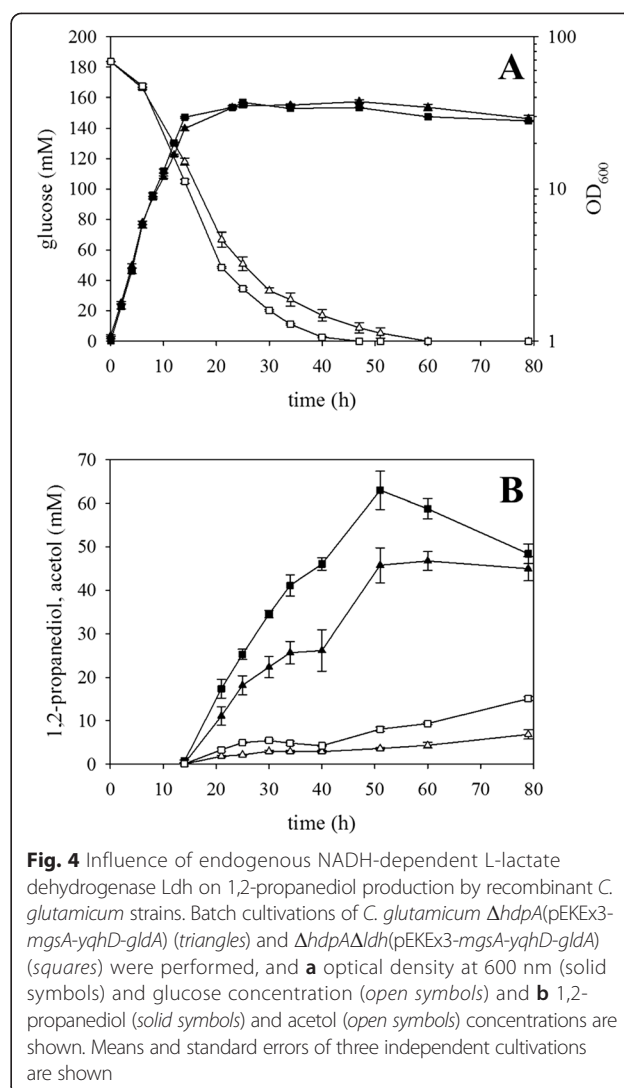 A
200
180
160
140
120
100
80
60
40
20
0
glucose (mM)
100
10
1
OD600
0 10 20 30 40 50 60 70 80
time (h)
B
70
60
50
40
30
20
10
0
1,2-propanediol, acetol (mM)
0 10 20 30 40 50 60 70 80
time (h)
Fig. 4 Influence of endogenous NADH-dependent L-lactate
dehydrogenase Ldh on 1,2-propanediol production by recombinant C.
glutamicum strains. Batch cultivations of C. glutamicum ΔhdpA(pEKEx3-
mgsA-yqhD-gldA) (triangles) and ΔhdpAΔldh(pEKEx3-mgsA-yqhD-gldA)
(squares) were performed, and a optical density at 600 nm (solid
symbols) and glucose concentration (open symbols) and b 1,2-
propanediol (solid symbols) and acetol (open symbols) concentrations are
shown. Means and standard errors of three independent cultivations
are shown